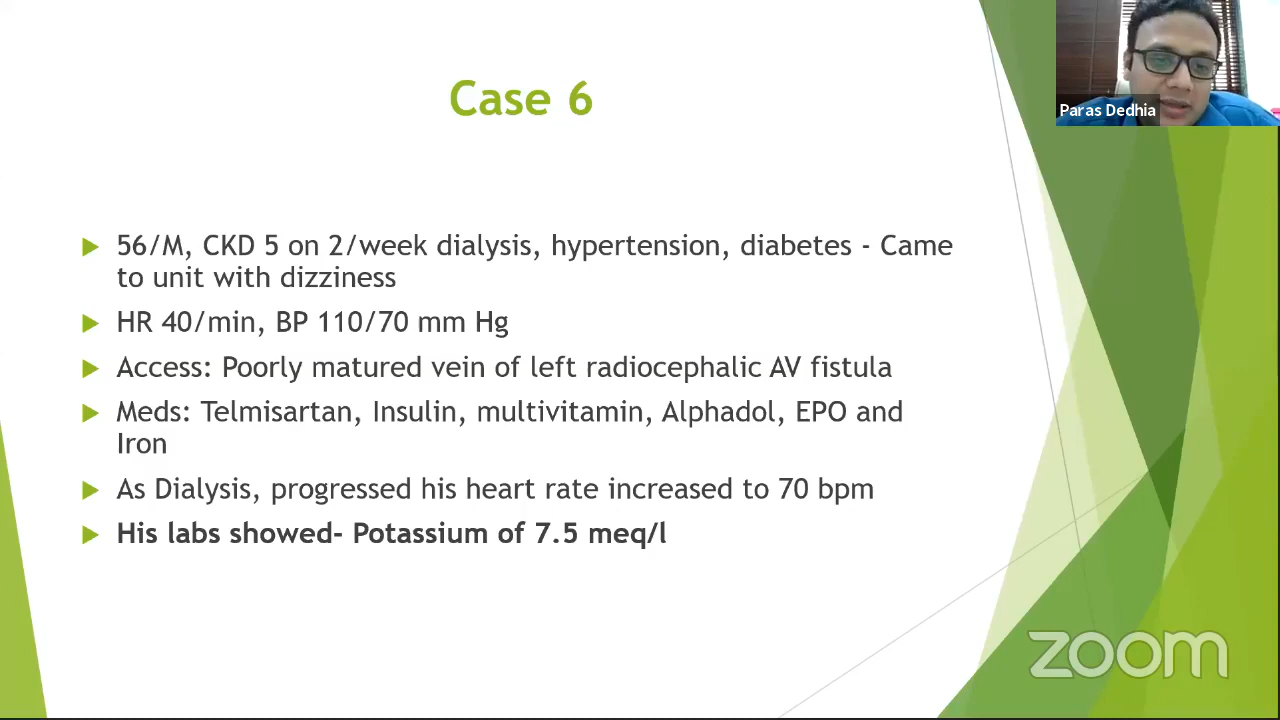 Paras Dedhia
Case 6
56/M, CKD 5 on 2/week dialysis, hypertension, diabetes - Came
to unit with dizziness
HR 40/min, BP 110/70 mm Hg
Access: Poorly matured vein of left radiocephalic AV fistula
Meds: Telmisartan, Insulin, multivitamin, Alphadol, EPO and
Iron
As Dialysis, progressed his heart rate increased to 70 bpm
His labs showed- Potassium of 7.5 meq/l
zoom